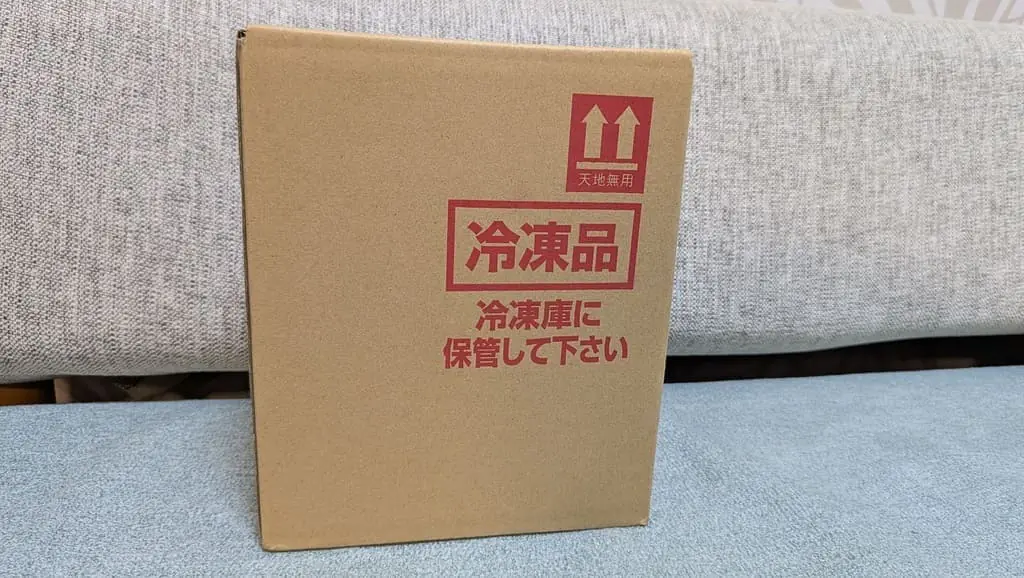 天地無用
冷凍品
冷凍庫に
保管して下さい